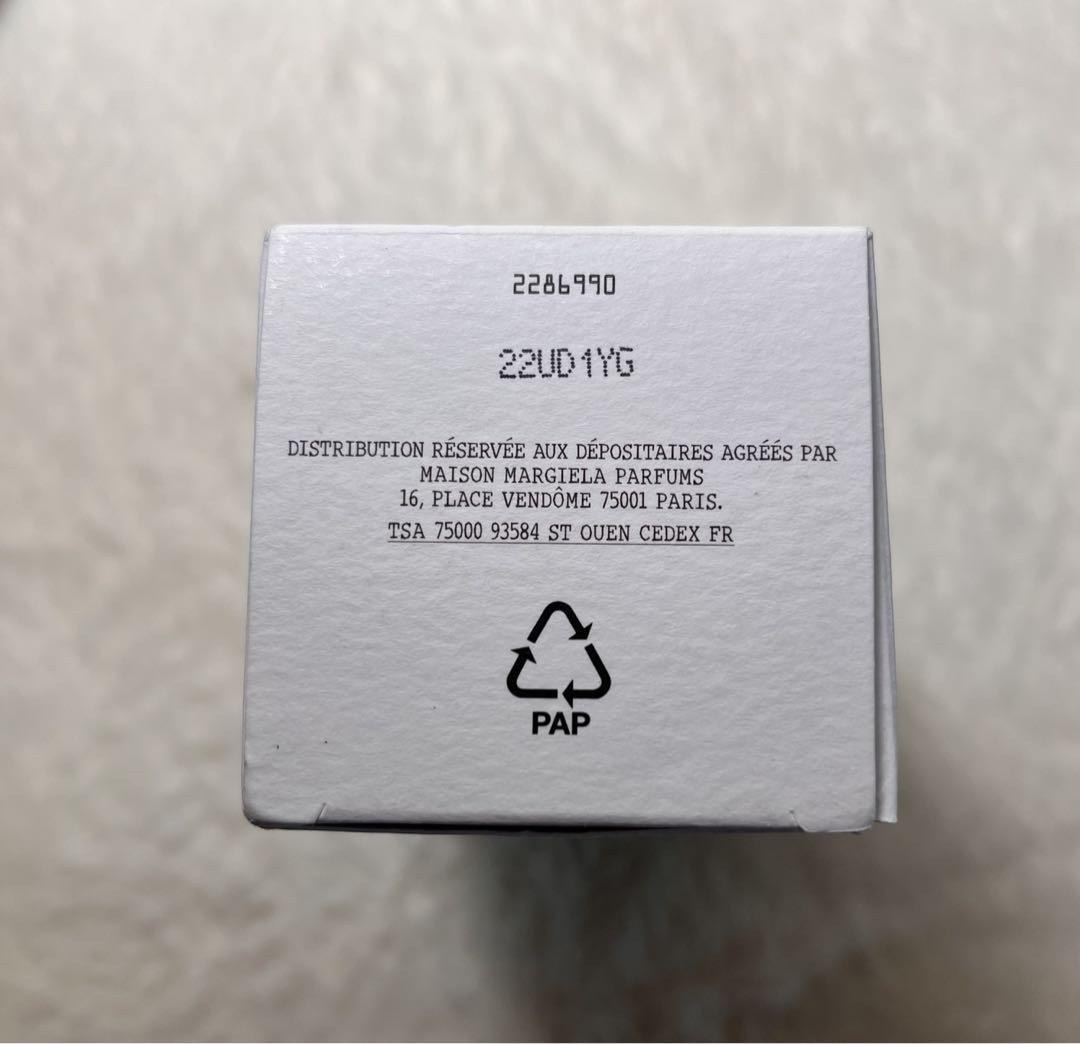 2286990
22UD1YG
DISTRIBUTION RÉSERVÉE AUX DÉPOSITAIRES AGRÉÉS PAR
MAISON MARGIELA PARFUMS
16, PLACE VENDÔME 75001 PARIS.
TSA 75000 93584 ST OUEN CEDEX FR
PAP